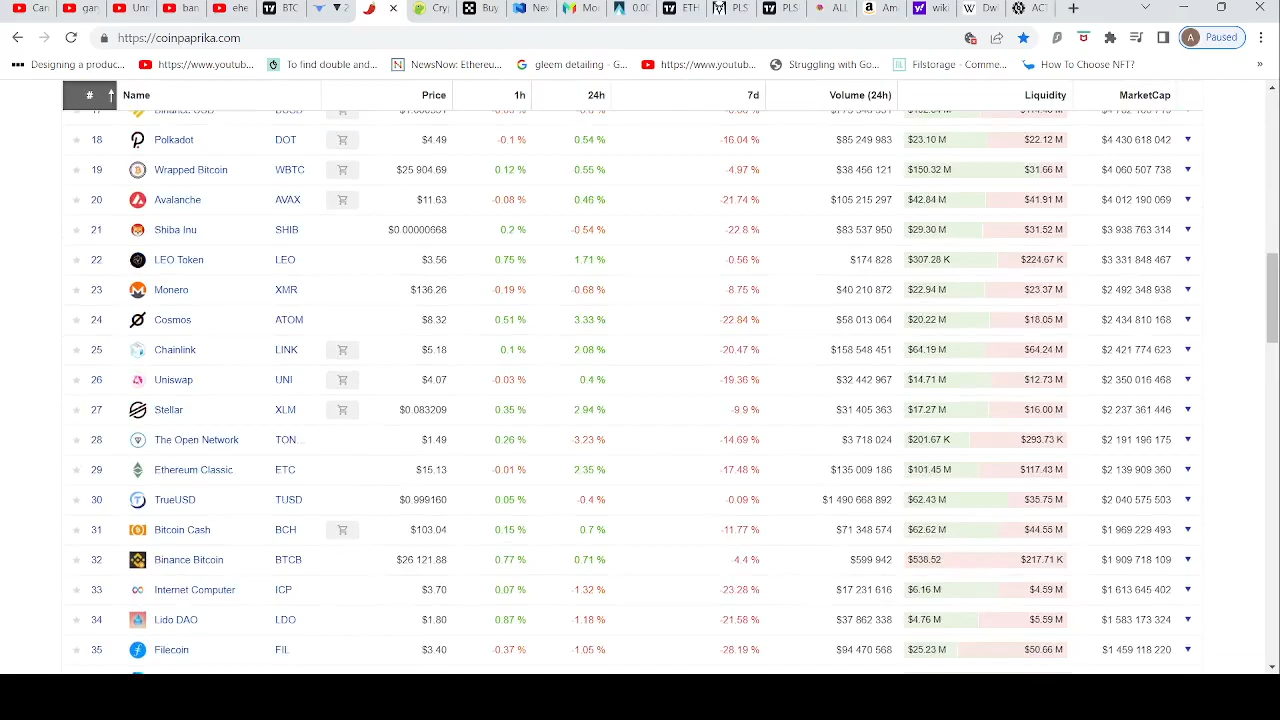 Car gan Unr ban ehe BTC 2 Cry Buy Ne Mo 0.00 ETH PLS PLS ALL Am wiki Dw AC
https://coinpaprika.com A Paused
Designing a produc... https://www.youtub... To find double and... NewsNow: Ethereu... gleem detailing - G... https://www.youtub... Struggling with Go... Filstorage - Comme... How To Choose NFT? »
# Name Price 1h 24h 7d Volume (24h) Liquidity MarketCap
18 Polkadot DOT $4.49 -0.1 % 0.54 % -16.04 % $85 249 983 $23.10 M $22.12 M $4 430 618 042
19 Wrapped Bitcoin WBTC $25 904.69 0.12 % 0.55 % -4.97 % $38 456 121 $150.32 M $31.66 M $4 060 507 738
20 Avalanche AVAX $11.63 -0.08 % 0.46 % -21.74 % $105 215 297 $42.84 M $41.91 M $4 012 190 069
21 Shiba Inu SHIB $0.00000668 0.2 % -0.54 % -22.8 % $83 537 950 $29.30 M $31.52 M $3 938 763 314
22 LEO Token LEO $3.56 0.75 % 1.71 % -0.56 % $174 828 $307.28 K $224.67 K $3 331 848 467
23 Monero XMR $136.26 -0.19 % -0.68 % -8.75 % $40 210 872 $22.94 M $23.37 M $2 492 348 938
24 Cosmos ATOM $8.32 0.51 % 3.33 % -22.84 % $58 013 064 $20.22 M $18.05 M $2 434 810 168
25 Chainlink LINK $5.18 0.1 % 2.08 % -20.47 % $158 548 451 $64.19 M $64.24 M $2 421 774 623
26 Uniswap UNI $4.07 -0.03 % 0.4 % -19.36 % $32 442 967 $14.71 M $12.73 M $2 350 016 468
27 Stellar XLM $0.083209 0.35 % 2.94 % -9.9 % $31 405 363 $17.27 M $16.00 M $2 237 361 446
28 The Open Network TON... $1.49 0.26 % -3.23 % -14.69 % $3 718 024 $201.67 K $293.73 K $2 191 196 175
29 Ethereum Classic ETC $15.13 -0.01 % 2.35 % -17.48 % $135 009 186 $101.45 M $117.43 M $2 139 909 360
30 TrueUSD TUSD $0.999160 0.05 % -0.4 % -0.09 % $1 490 668 892 $62.43 M $35.75 M $2 040 575 503
31 Bitcoin Cash BCH $103.04 0.15 % 0.7 % -11.77 % $71 348 574 $62.62 M $44.55 M $1 969 229 493
32 Binance Bitcoin BTCB $26 121.88 0.77 % 0.71 % -4.4 % $599 942 $538.52 $217.71 K $1 909 718 109
33 Internet Computer ICP $3.70 0.07 % -1.32 % -23.28 % $17 231 616 $6.16 M $4.59 M $1 613 645 402
34 Lido DAO LDO $1.80 0.87 % -1.18 % -21.58 % $37 862 338 $4.76 M $5.59 M $1 583 173 324
35 Filecoin FIL $3.40 -0.37 % -1.05 % -28.19 % $94 470 568 $25.23 M $50.66 M $1 459 118 220